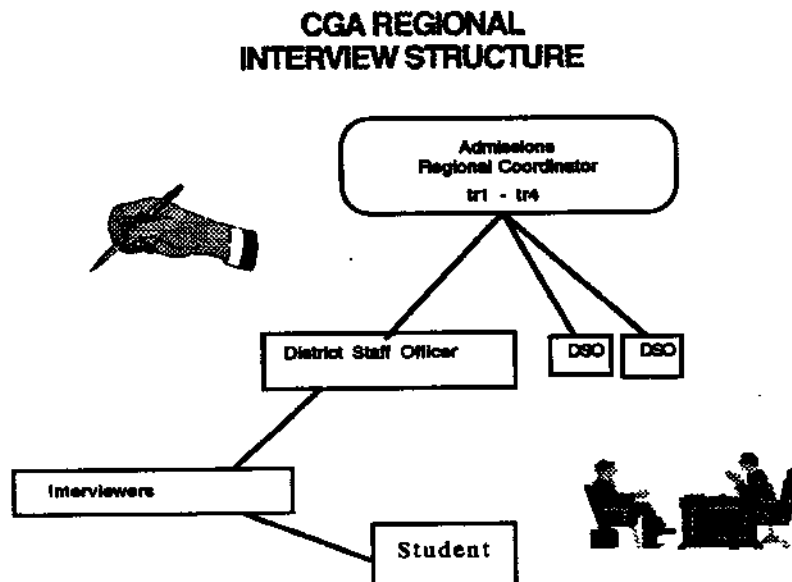 CGA REGIONAL
INTERVIEW STRUCTURE
Admissions
Regional Coordinator
tr1 - tr4
District Staff Officer
DSO
DSO
Interviewers
Student